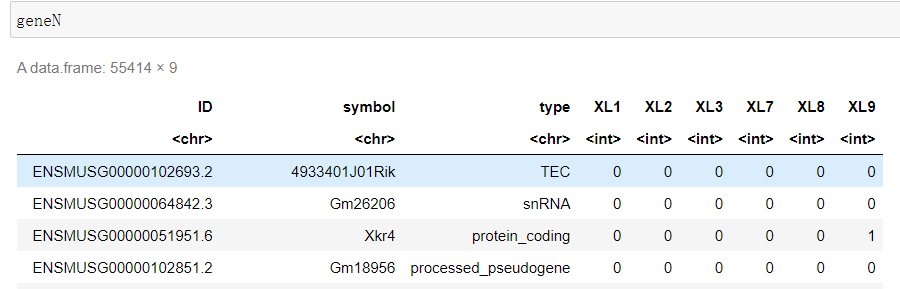 geneN
A data.frame: 55414 × 9
ID symbol type XL1 XL2 XL3 XL7 XL8 XL9
<chr> <chr> <chr> <int> <int> <int> <int> <int> <int>
ENSMUSG00000102693.2 4933401J01Rik TEC 0 0 0 0 0 0
ENSMUSG00000064842.3 Gm26206 snRNA 0 0 0 0 0 0
ENSMUSG00000051951.6 Xkr4 protein_coding 0 0 0 0 0 1
ENSMUSG00000102851.2 Gm18956 processed_pseudogene 0 0 0 0 0 0